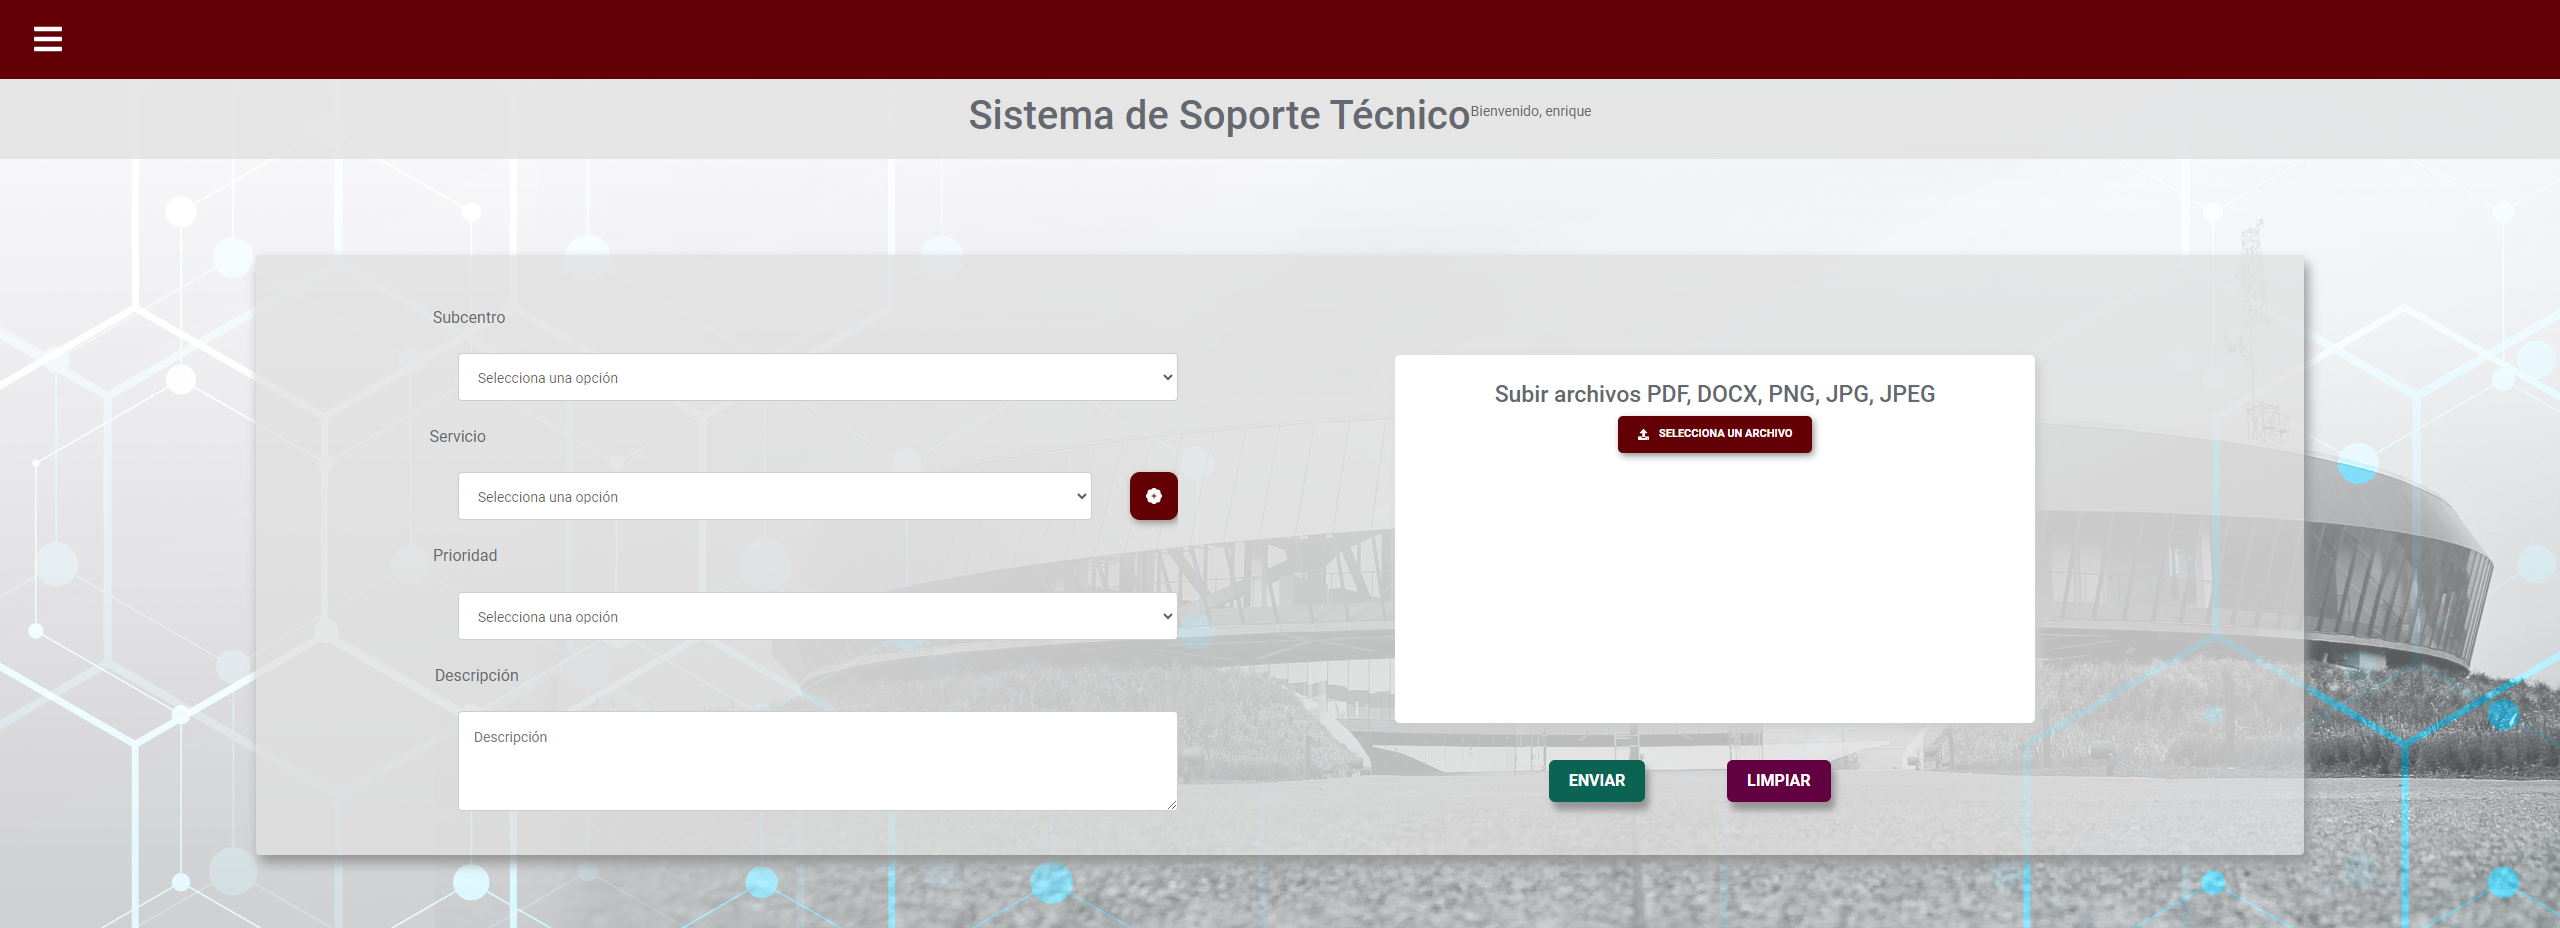 Sistema de Soporte Técnico
Bienvenido, enrique
Subcentro
Selecciona una opción
Servicio
Selecciona una opción
Prioridad
Selecciona una opción
Descripción
Descripción
Subir archivos PDF, DOCX, PNG, JPG, JPEG
SELECCIONA UN ARCHIVO
ENVIAR
LIMPIAR